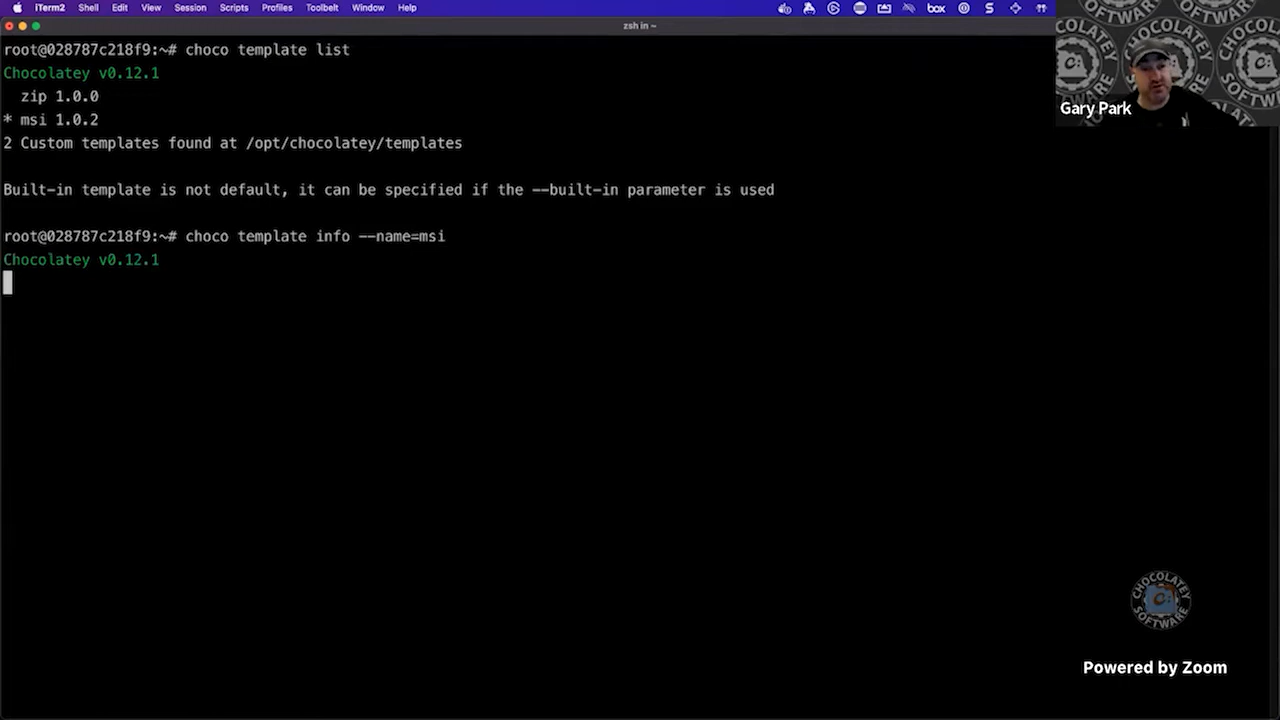 iTerm2 Shell Edit View Session Scripts Profiles Toolbelt Window Help
box
zsh in ~
root@028787c218f9:~# choco template list
Chocolatey v0.12.1
zip 1.0.0
* msi 1.0.2
2 Custom templates found at /opt/chocolatey/templates
Built-in template is not default, it can be specified if the --built-in parameter is used
root@028787c218f9:~# choco template info --name=msi
Chocolatey v0.12.1
Gary Park
CHOCOLATEY
SOFTWARE
Powered by Zoom